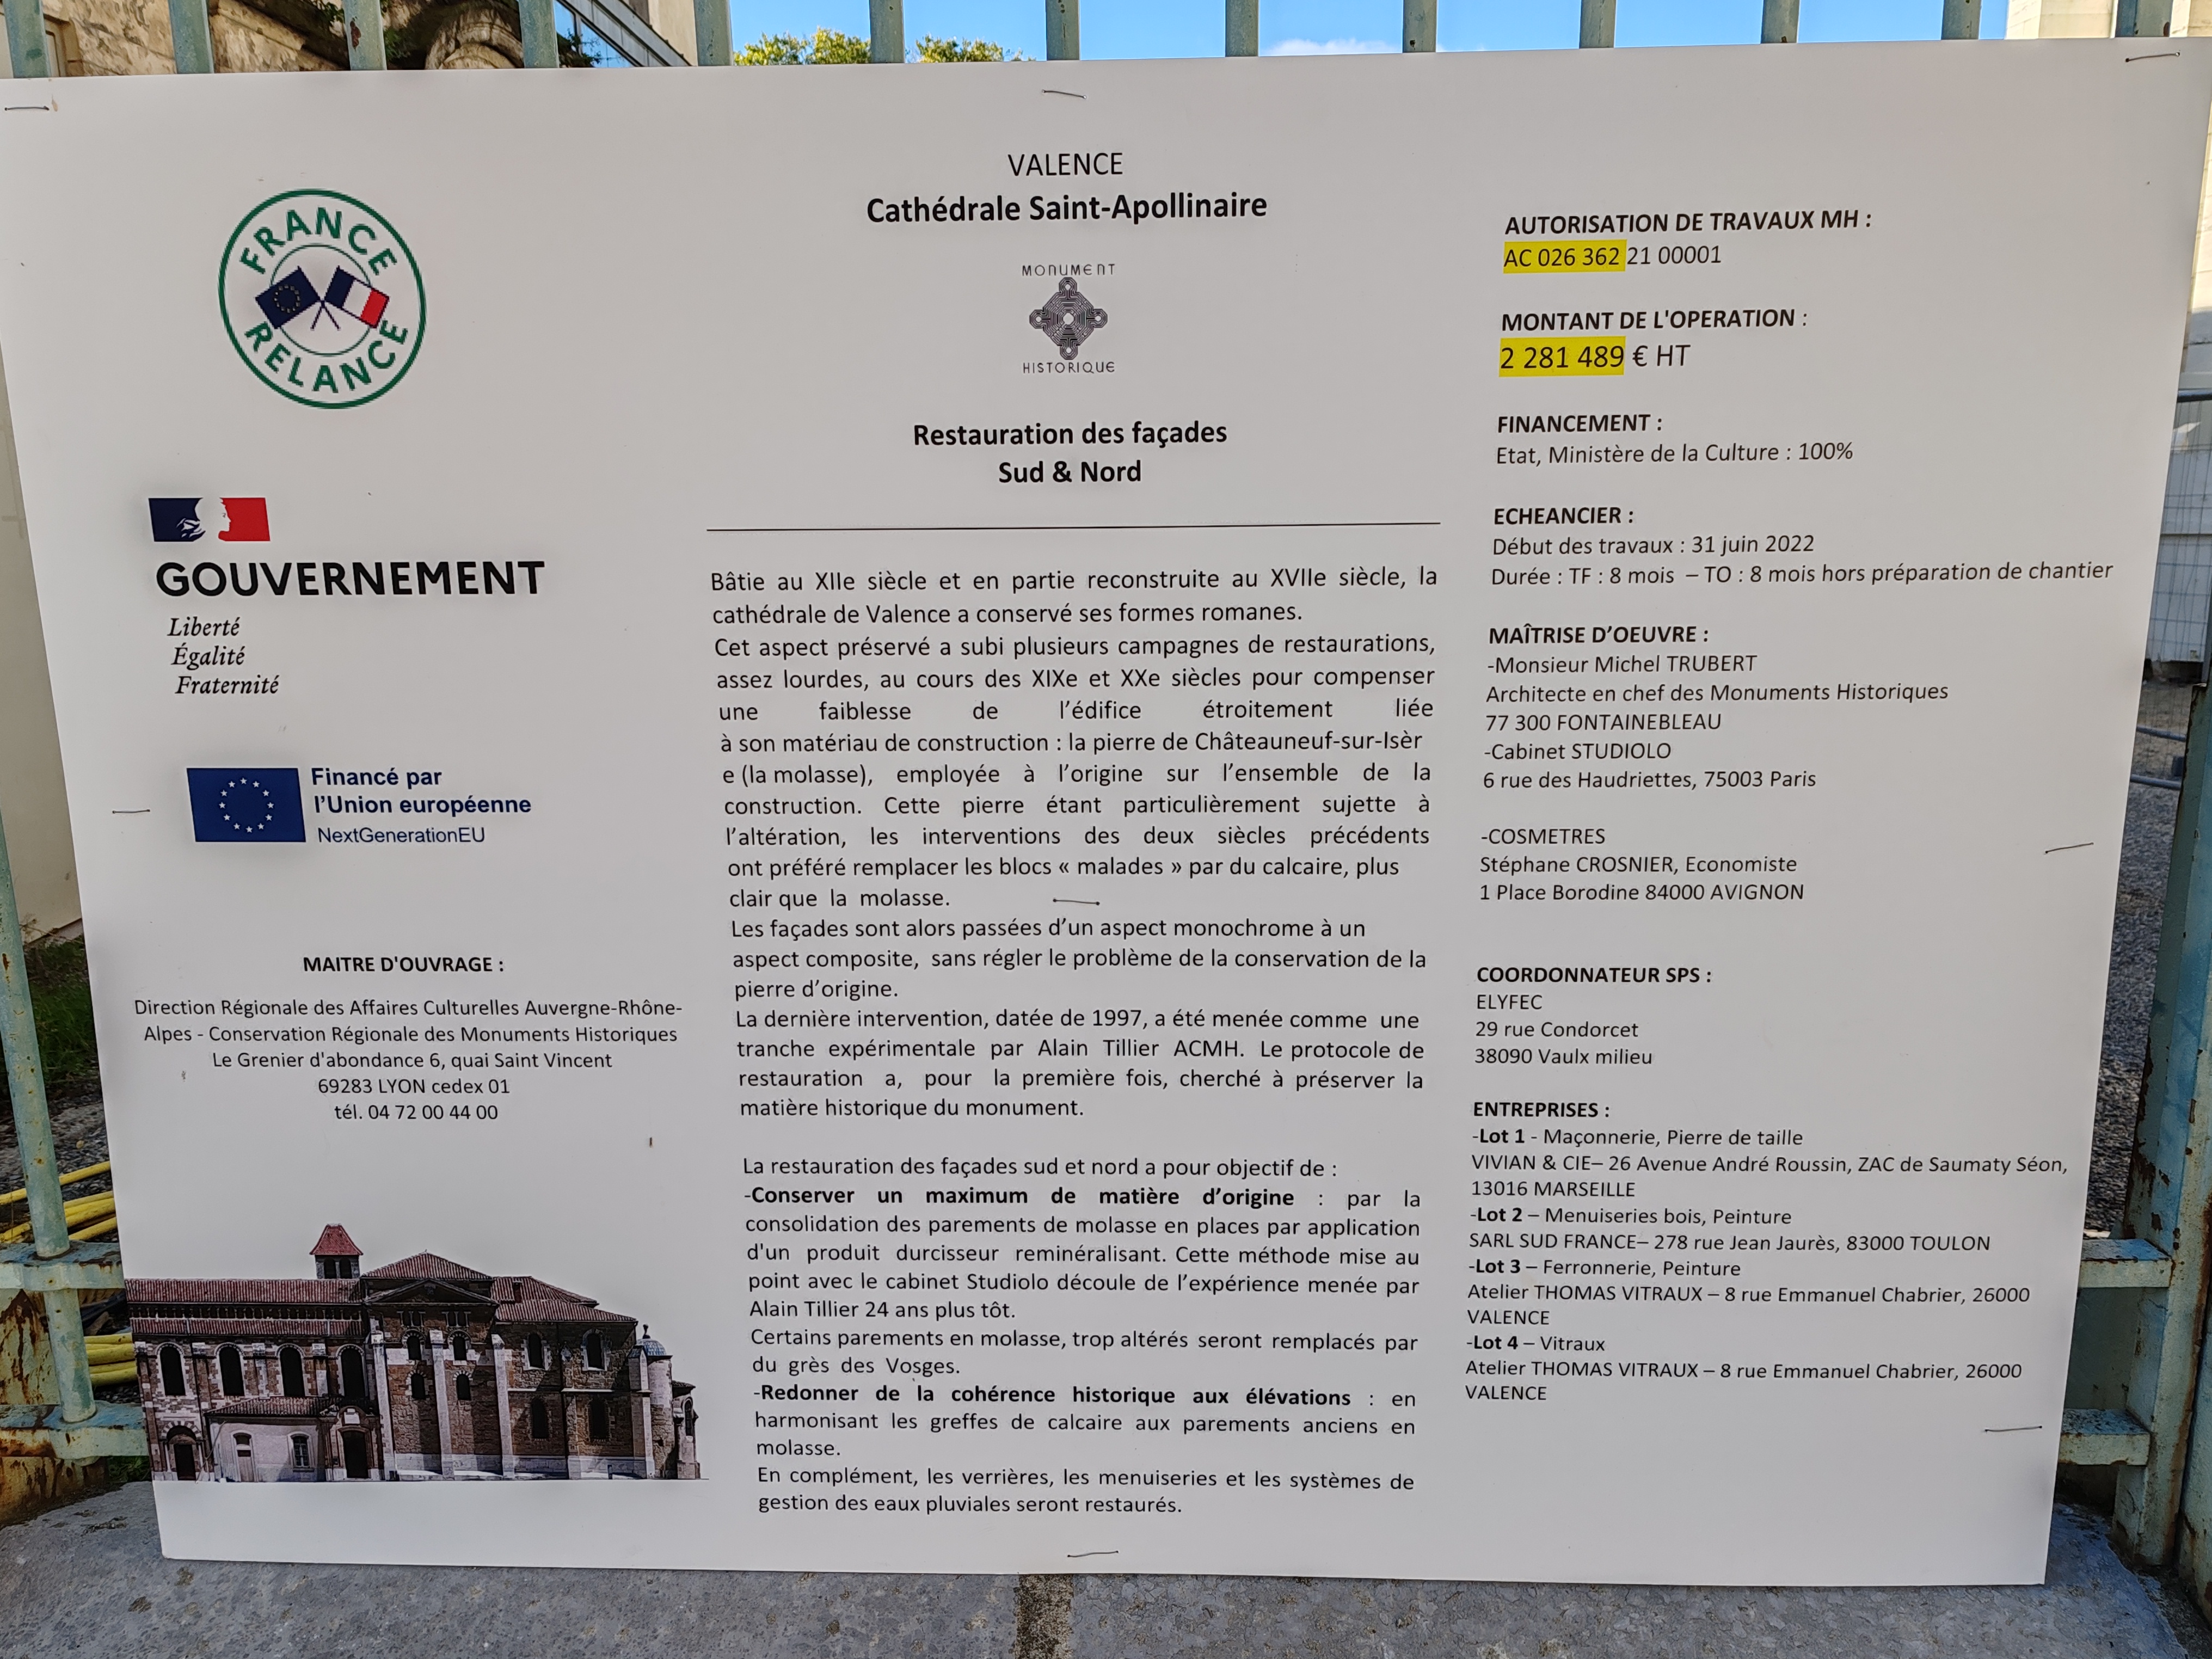 FRANCE
RELANCE
GOUVERNEMENT
Liberté
Égalité
Fraternité
Financé par
l'Union européenne
NextGenerationEU
MAITRE D'OUVRAGE :
Direction Régionale des Affaires Culturelles Auvergne-Rhône-
Alpes - Conservation Régionale des Monuments Historiques
Le Grenier d'abondance 6, quai Saint Vincent
69283 LYON cedex 01
tél. 04 72 00 44 00
VALENCE
Cathédrale Saint-Apollinaire
MONUMENT
HISTORIQUE
Restauration des façades
Sud & Nord
Bâtie au XIIe siècle et en partie reconstruite au XVIIe siècle, la
cathédrale de Valence a conservé ses formes romanes.
Cet aspect préservé a subi plusieurs campagnes de restaurations,
assez lourdes, au cours des XIXe et XXe siècles pour compenser
une faiblesse de l'édifice étroitement liée
à son matériau de construction : la pierre de Châteauneuf-sur-Isèr
e (la molasse), employée à l'origine sur l'ensemble de la
construction. Cette pierre étant particulièrement sujette à
l'altération, les interventions des deux siècles précédents
ont préféré remplacer les blocs « malades » par du calcaire, plus
clair que la molasse.
Les façades sont alors passées d'un aspect monochrome à un
aspect composite, sans régler le problème de la conservation de la
pierre d'origine.
La dernière intervention, datée de 1997, a été menée comme une
tranche expérimentale par Alain Tillier ACMH. Le protocole de
restauration a, pour la première fois, cherché à préserver la
matière historique du monument.
La restauration des façades sud et nord a pour objectif de :
-Conserver un maximum de matière d'origine : par la
consolidation des parements de molasse en places par application
d'un produit durcisseur reminéralisant. Cette méthode mise au
point avec le cabinet Studiolo découle de l'expérience menée par
Alain Tillier 24 ans plus tôt.
Certains parements en molasse, trop altérés seront remplacés par
du grès des Vosges.
-Redonner de la cohérence historique aux élévations : en
harmonisant les greffes de calcaire aux parements anciens en
molasse.
En complément, les verrières, les menuiseries et les systèmes de
gestion des eaux pluviales seront restaurés.
AUTORISATION DE TRAVAUX MH :
AC 026 362 21 00001
MONTANT DE L'OPERATION :
2 281 489 € HT
FINANCEMENT :
Etat, Ministère de la Culture : 100%
ECHEANCIER :
Début des travaux : 31 juin 2022
Durée : TF : 8 mois – TO : 8 mois hors préparation de chantier
MAÎTRISE D'OEUVRE :
-Monsieur Michel TRUBERT
Architecte en chef des Monuments Historiques
77 300 FONTAINEBLEAU
-Cabinet STUDIOLO
6 rue des Haudriettes, 75003 Paris
-COSMETRES
Stéphane CROSNIER, Economiste
1 Place Borodine 84000 AVIGNON
COORDONNATEUR SPS :
ELYFEC
29 rue Condorcet
38090 Vaulx milieu
ENTREPRISES :
-Lot 1 - Maçonnerie, Pierre de taille
VIVIAN & CIE– 26 Avenue André Roussin, ZAC de Saumaty Séon,
13016 MARSEILLE
-Lot 2 – Menuiseries bois, Peinture
SARL SUD FRANCE– 278 rue Jean Jaurès, 83000 TOULON
-Lot 3 – Ferronnerie, Peinture
Atelier THOMAS VITRAUX – 8 rue Emmanuel Chabrier, 26000
VALENCE
-Lot 4 – Vitraux
Atelier THOMAS VITRAUX – 8 rue Emmanuel Chabrier, 26000
VALENCE